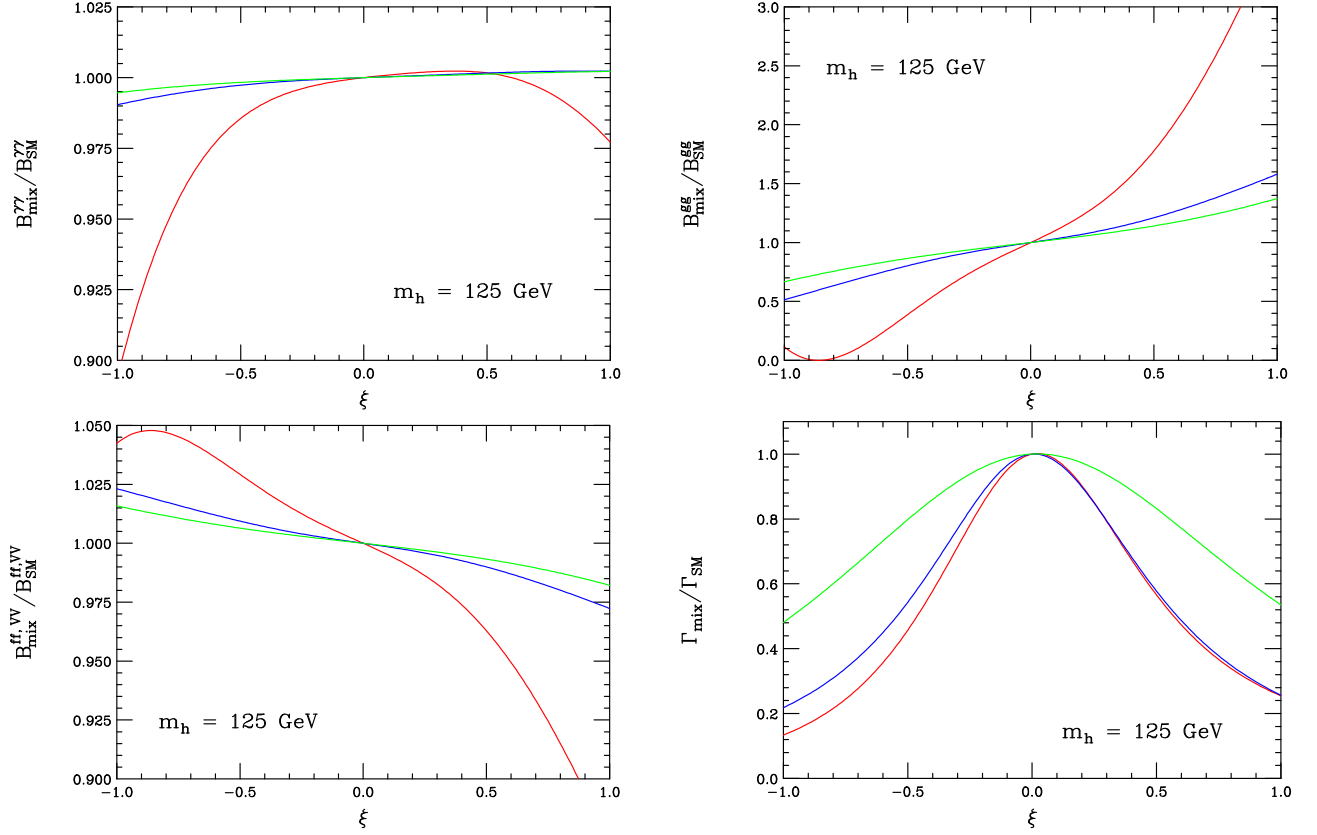 1.025
1.000
0.975
0.950
0.925
0.900
B^γγ_mix/B^γγ_SM
m_h = 125 GeV
−1.0 −0.5 0.0 0.5 1.0
ξ
3.0
2.5
2.0
1.5
1.0
0.5
0.0
B^gg_mix/B^gg_SM
m_h = 125 GeV
−1.0 −0.5 0.0 0.5 1.0
ξ
1.050
1.025
1.000
0.975
0.950
0.925
0.900
B^ff,VV_mix/B^ff,VV_SM
m_h = 125 GeV
−1.0 −0.5 0.0 0.5 1.0
ξ
1.0
0.8
0.6
0.4
0.2
0.0
Γ_mix/Γ_SM
m_h = 125 GeV
−1.0 −0.5 0.0 0.5 1.0
ξ